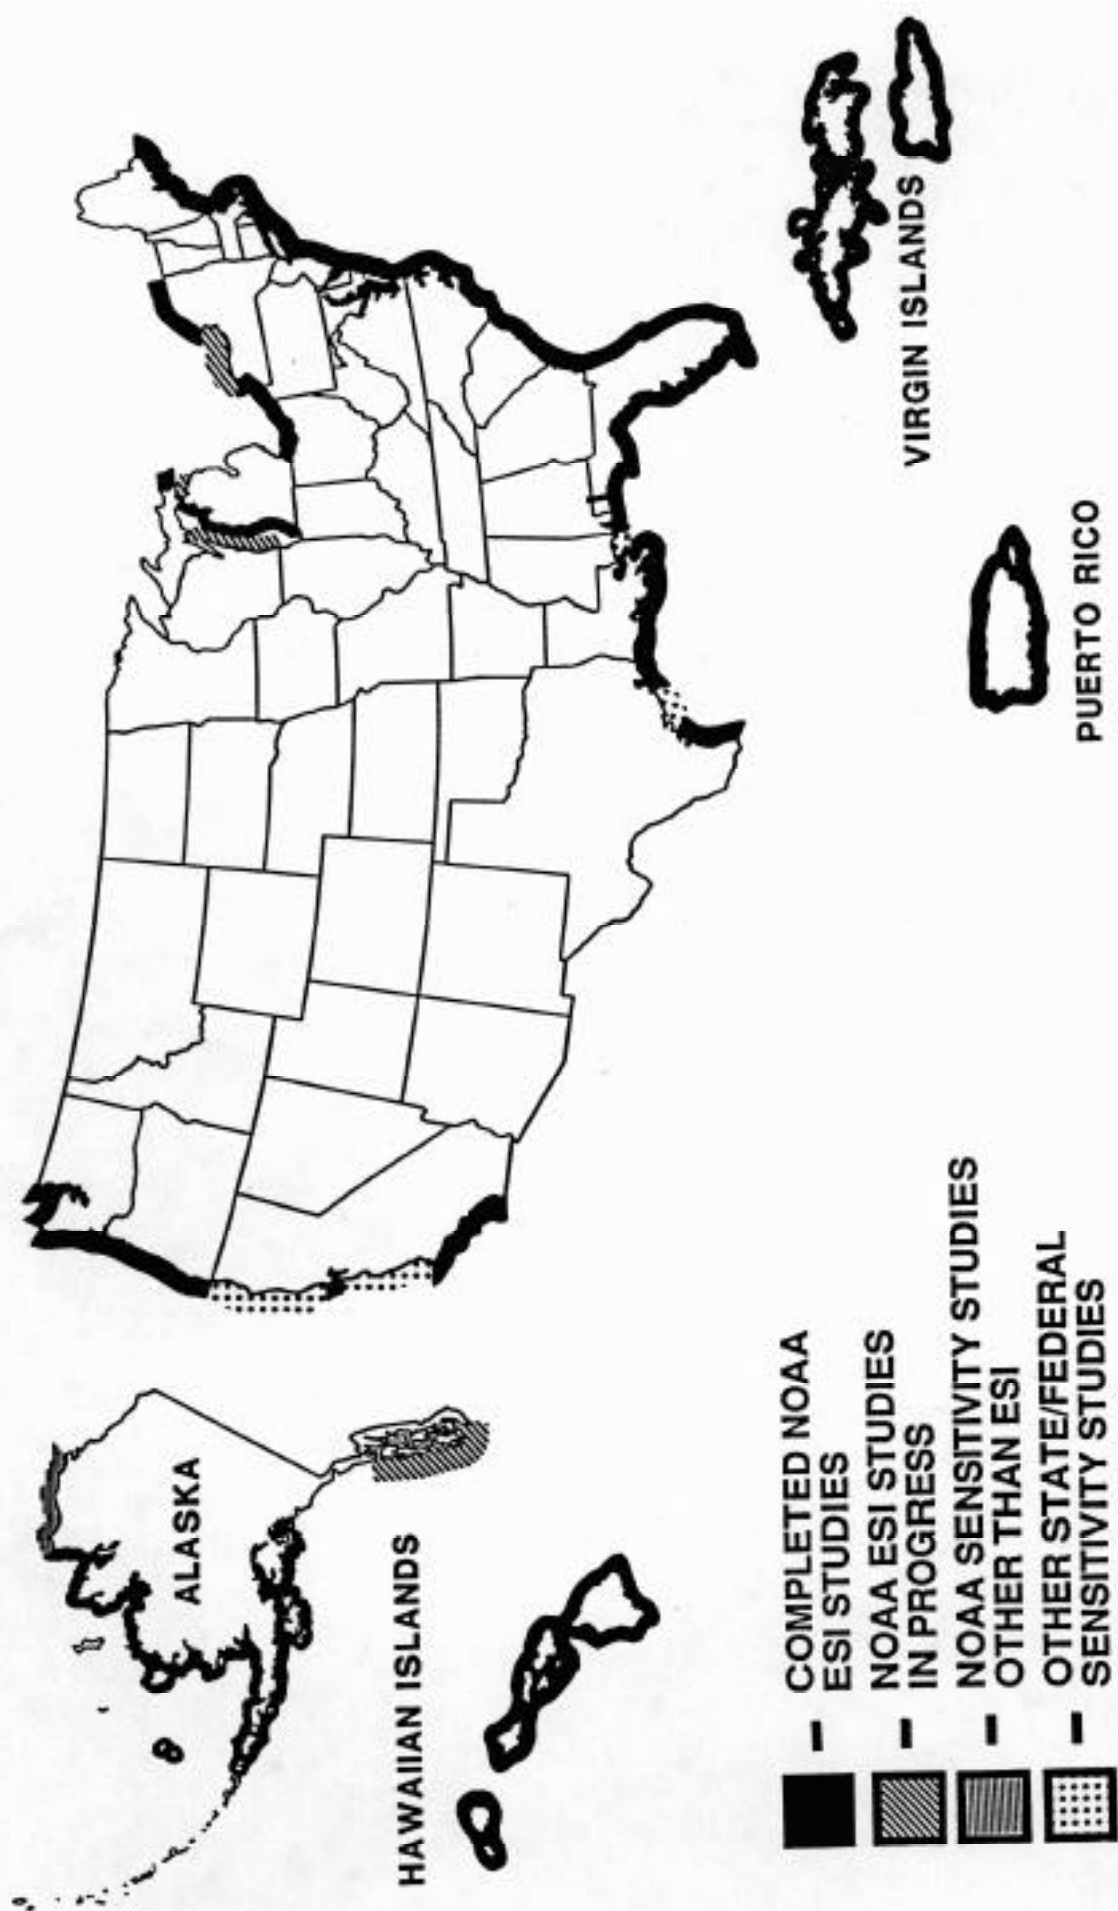 ALASKA
HAWAIIAN ISLANDS
PUERTO RICO
VIRGIN ISLANDS
– COMPLETED NOAA
ESI STUDIES
– NOAA ESI STUDIES
IN PROGRESS
– NOAA SENSITIVITY STUDIES
OTHER THAN ESI
– OTHER STATE/FEDERAL
SENSITIVITY STUDIES